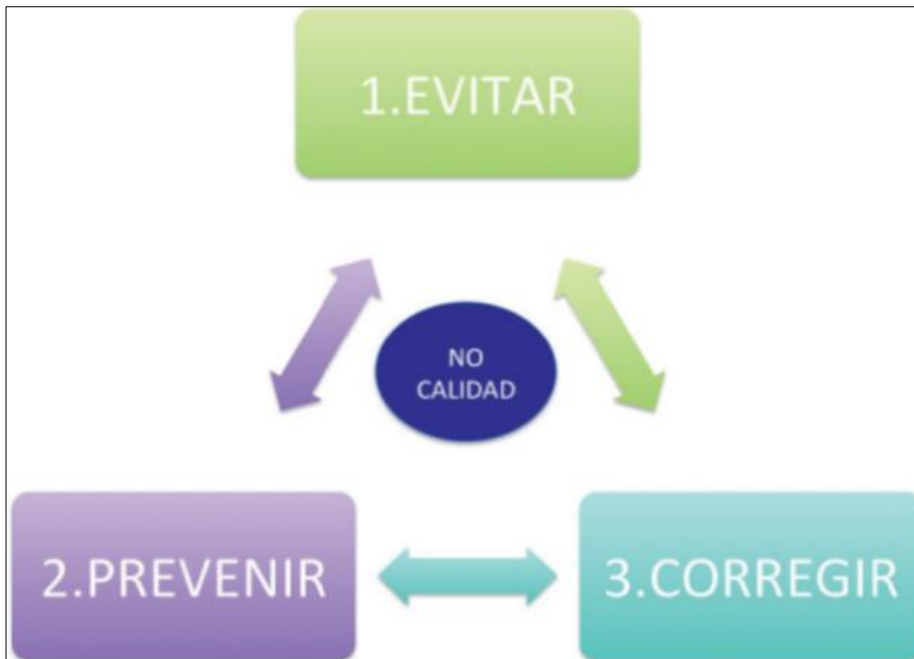 1.EVITAR
NO
CALIDAD
2.PREVENIR
3.CORREGIR